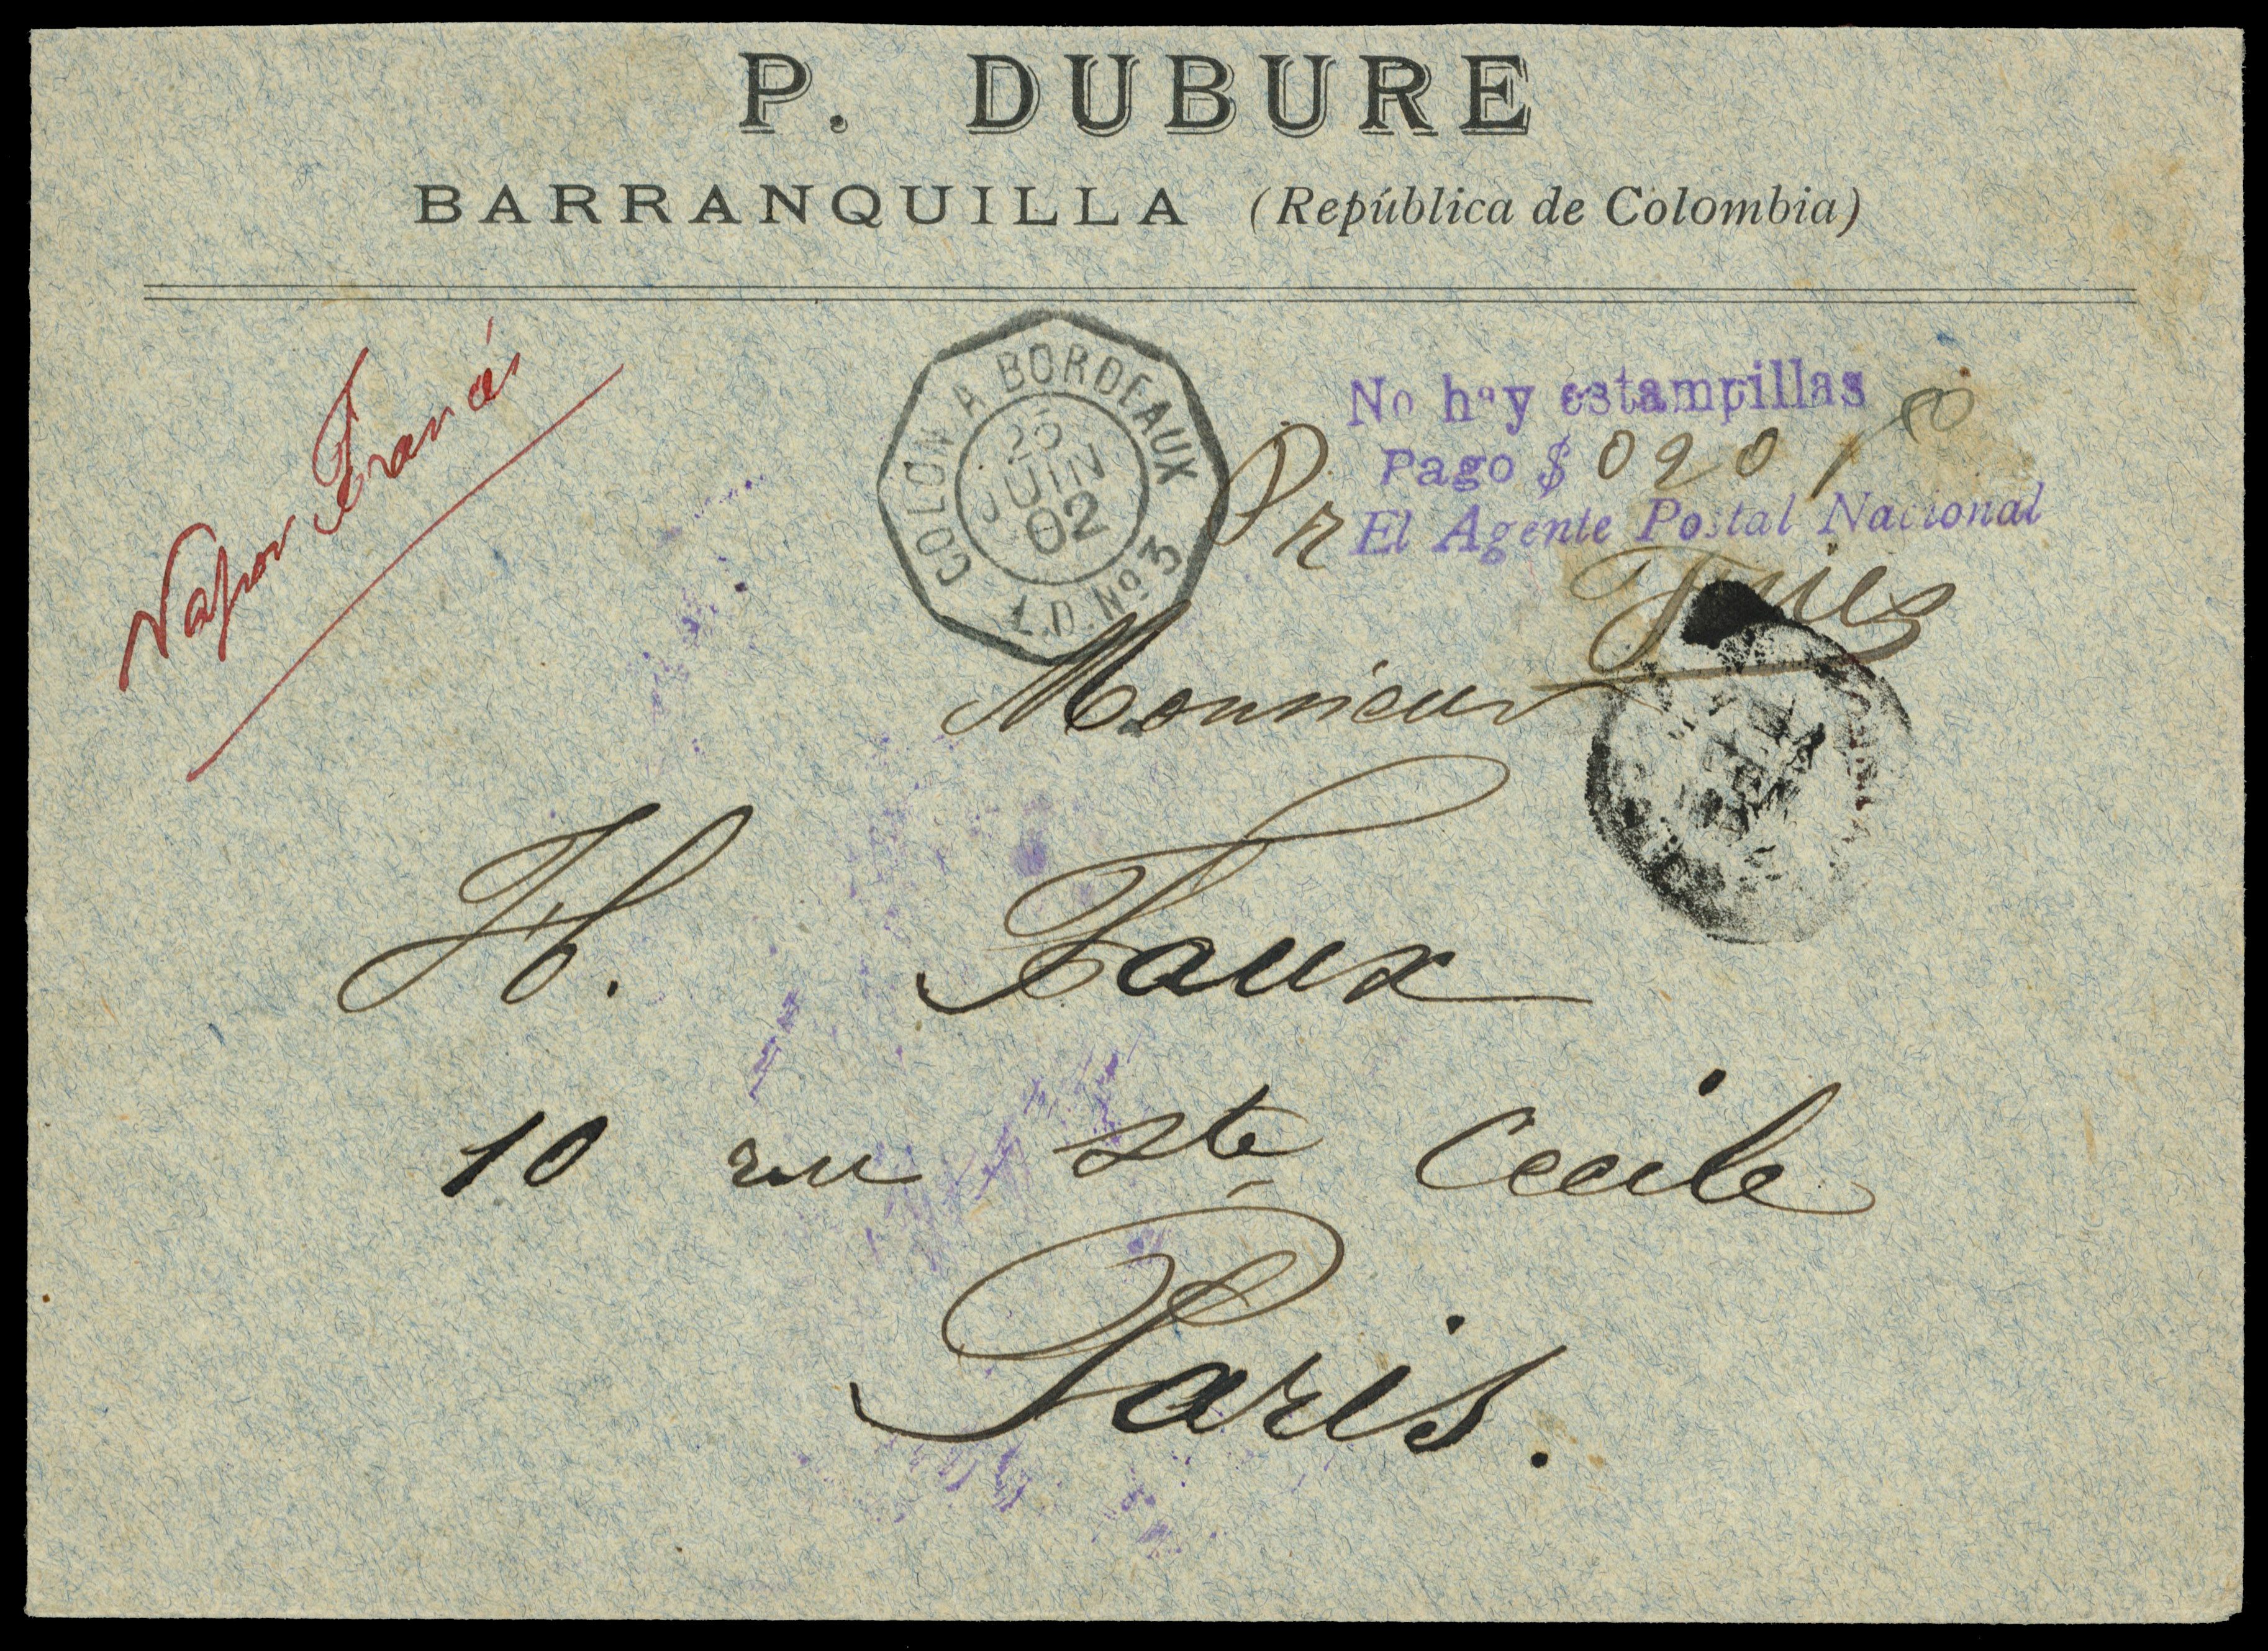 P. DUBURE
BARRANQUILLA (República de Colombia)
Vapor Francés
COLON A BORDEAUX
25
JUIN
02
L.D. No 3
No hay estampillas
Pago $ 0 20
El Agente Postal Nacional
Monsieur
H. Faux
10 rue Ste Cecile
Paris.